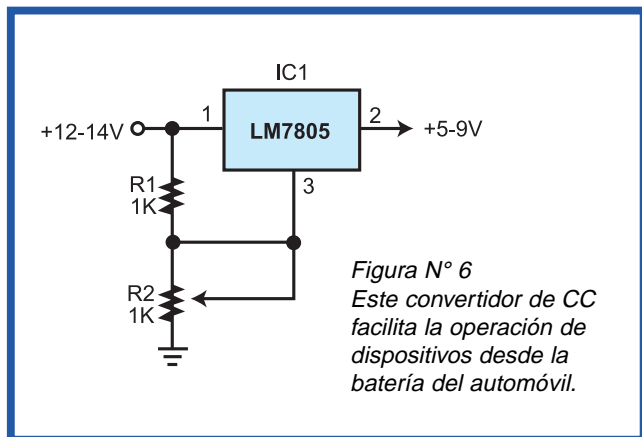 IC1
+12-14V
1
LM7805
2
+5-9V
3
R1
1K
R2
1K
Figura N° 6
Este convertidor de CC
facilita la operación de
dispositivos desde la
batería del automóvil.